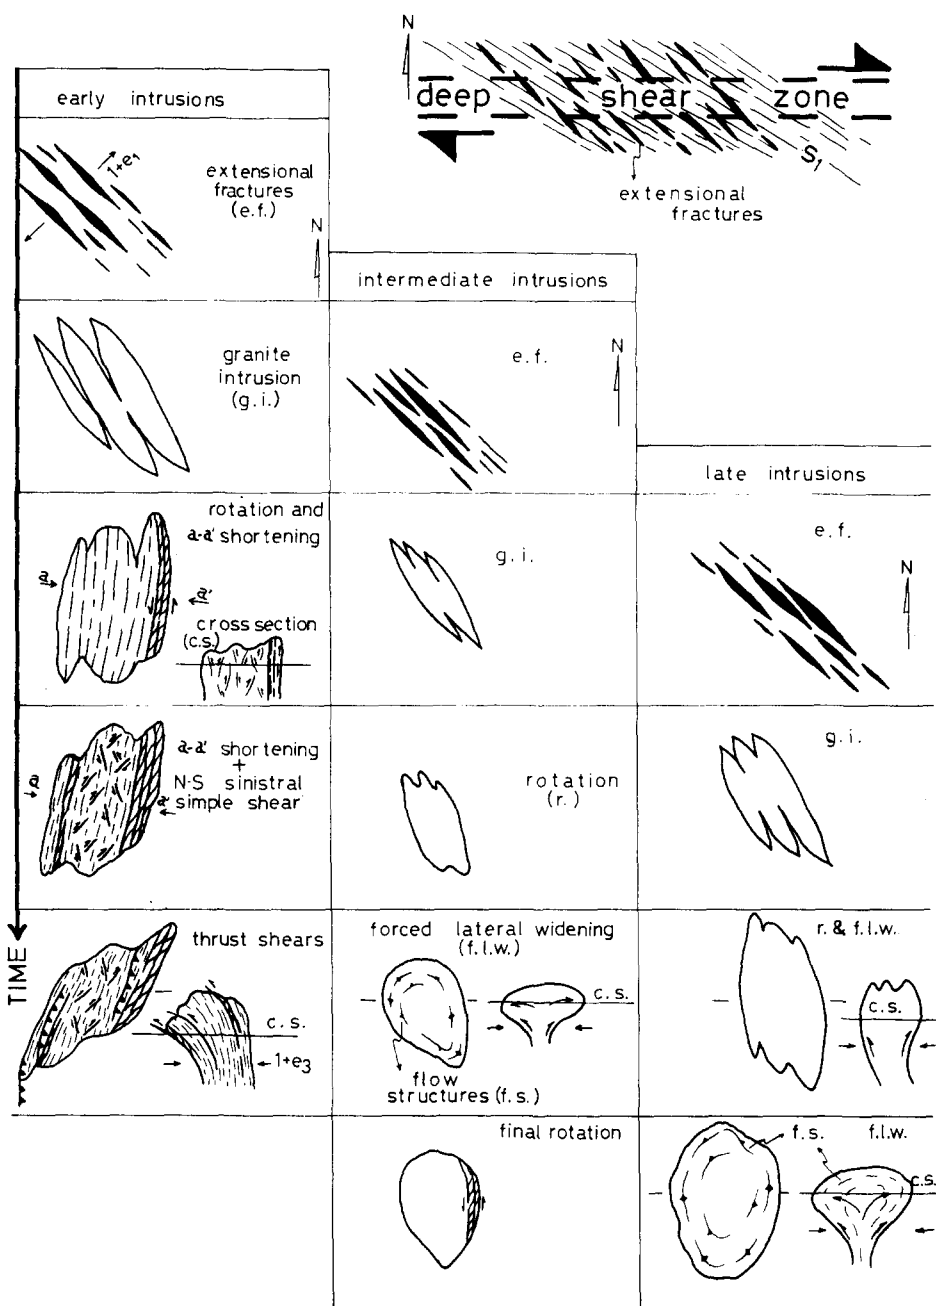 N
deep shear zone
S1
extensional
fractures
early intrusions
1+e1
extensional
fractures
(e.f.)
N
granite
intrusion
(g.i.)
rotation and
a-a' shortening
a
a'
cross section
(c.s.)
a-a' shortening
+
N-S sinistral
simple shear
a
a'
thrust shears
c.s.
1+e3
TIME
intermediate intrusions
e.f.
N
g.i.
rotation
(r.)
forced lateral widening
(f.l.w.)
c.s.
flow
structures (f.s.)
final rotation
late intrusions
e.f.
N
g.i.
r. & f.l.w.
c.s.
f.s.
f.l.w.
c.s.